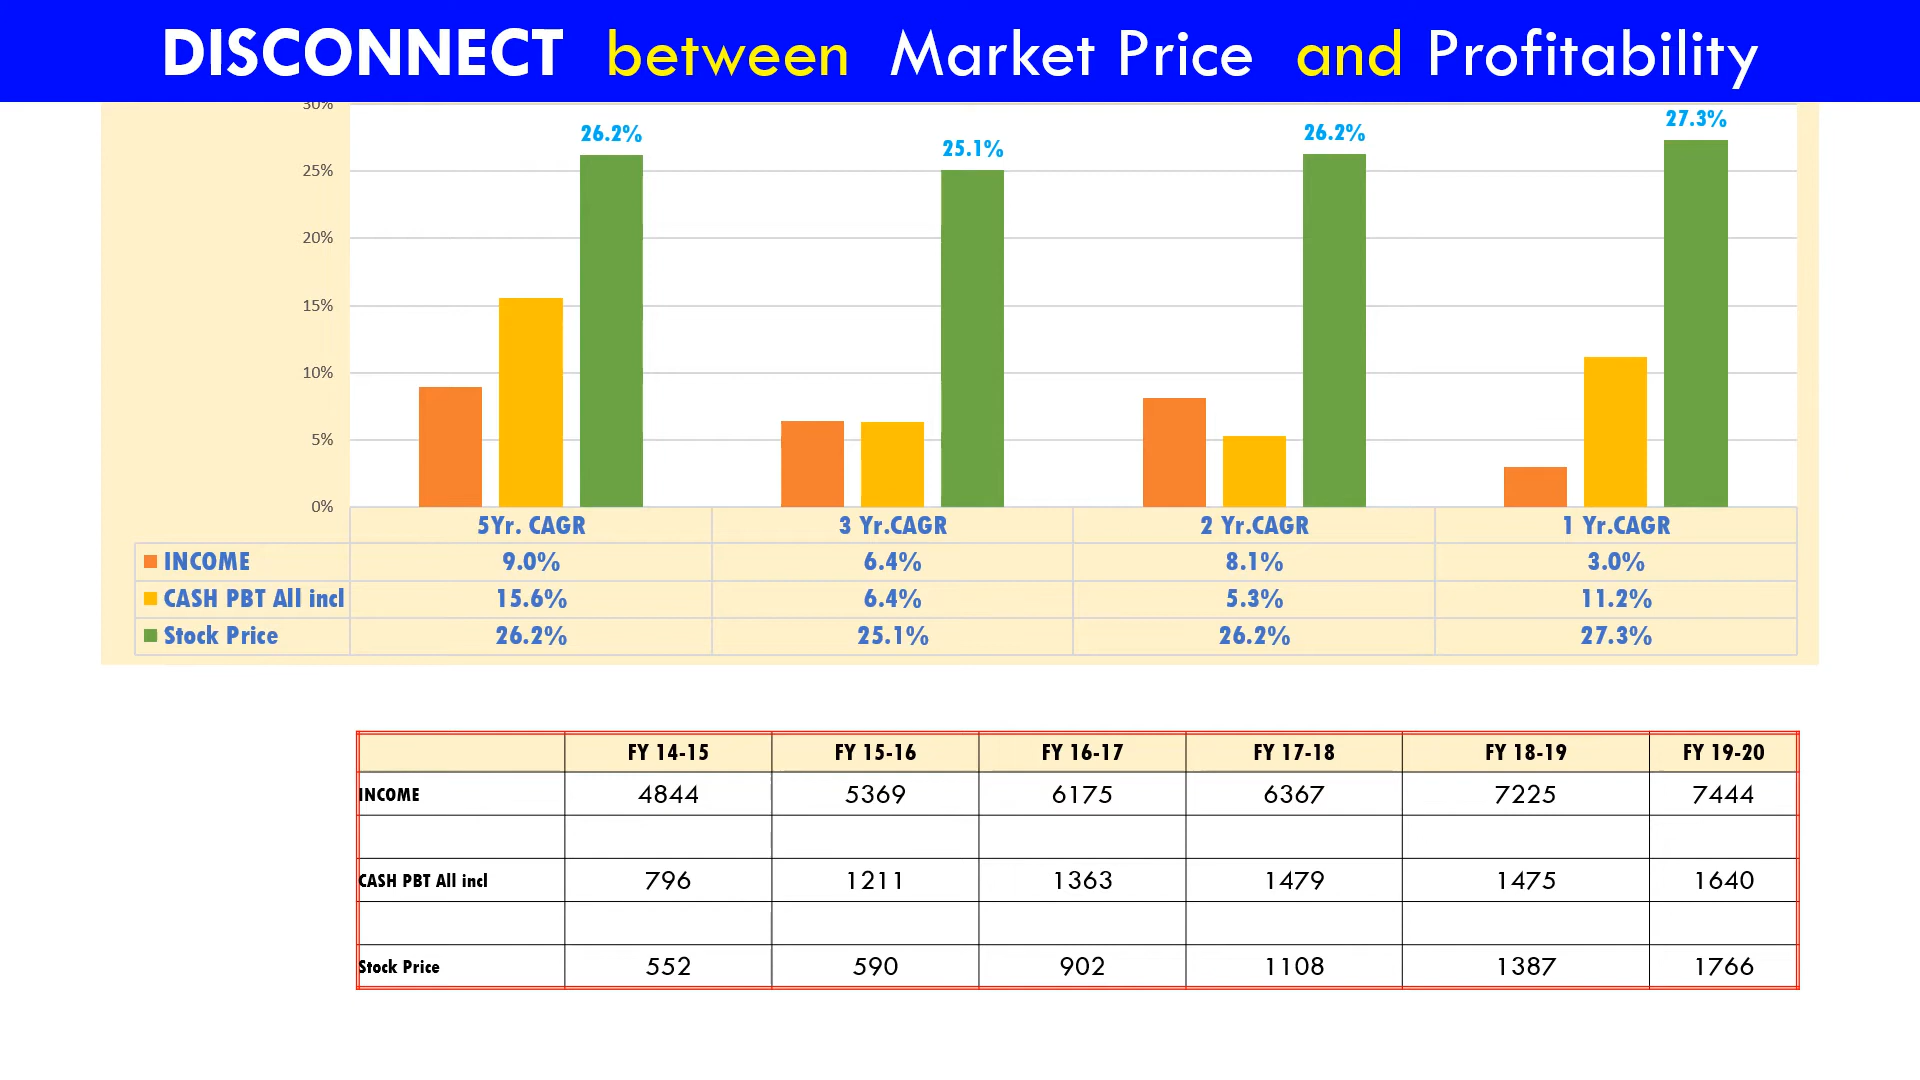 DISCONNECT between Market Price and Profitability
30%
26.2%
25.1%
26.2%
27.3%
25%
20%
15%
10%
5%
0%
5Yr. CAGR 3 Yr.CAGR 2 Yr.CAGR 1 Yr.CAGR
INCOME 9.0% 6.4% 8.1% 3.0%
CASH PBT All incl 15.6% 6.4% 5.3% 11.2%
Stock Price 26.2% 25.1% 26.2% 27.3%
FY 14-15 FY 15-16 FY 16-17 FY 17-18 FY 18-19 FY 19-20
INCOME 4844 5369 6175 6367 7225 7444
CASH PBT All incl 796 1211 1363 1479 1475 1640
Stock Price 552 590 902 1108 1387 1766